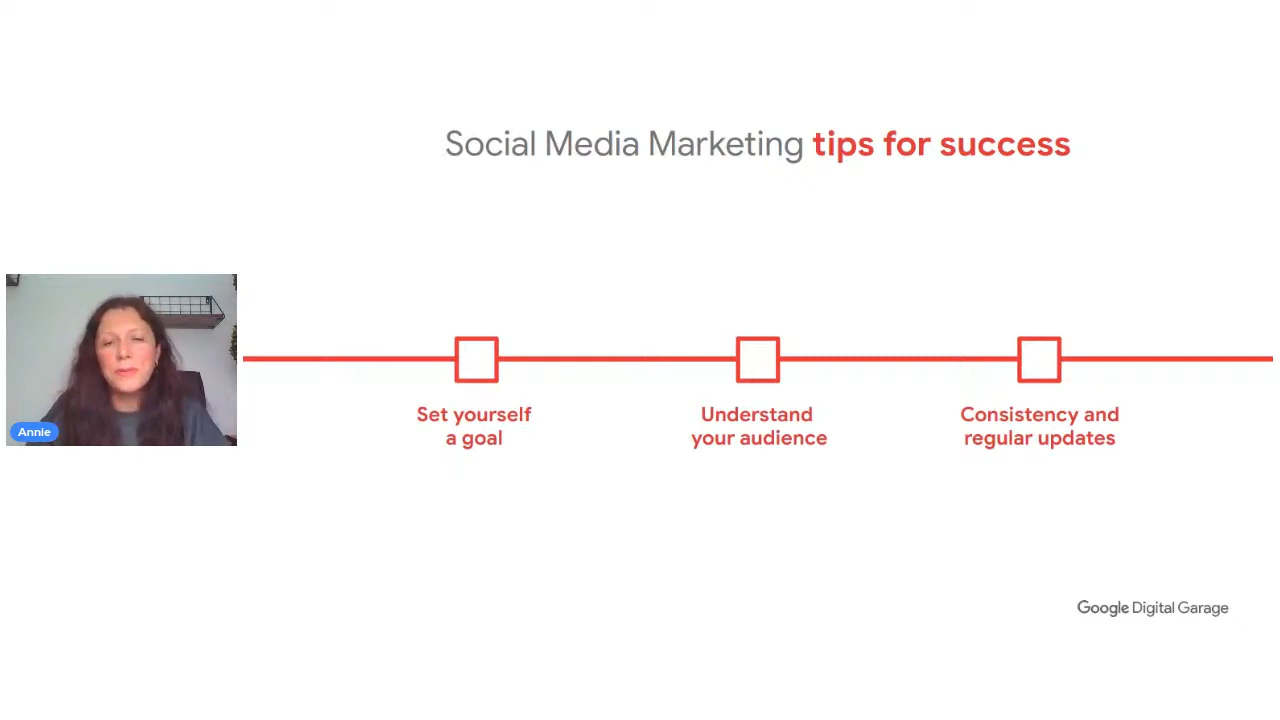 Social Media Marketing tips for success
Annie
Set yourself
a goal
Understand
your audience
Consistency and
regular updates
Google Digital Garage